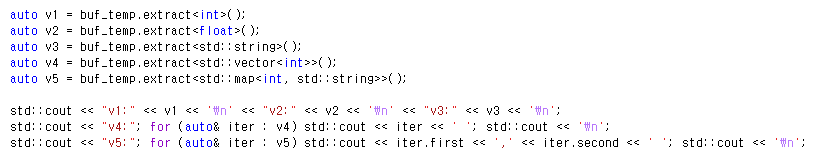 auto v1 = buf_temp.extract<int>();
auto v2 = buf_temp.extract<float>();
auto v3 = buf_temp.extract<std::string>();
auto v4 = buf_temp.extract<std::vector<int>>();
auto v5 = buf_temp.extract<std::map<int, std::string>>();

std::cout << "v1:" << v1 << '₩n' << "v2:" << v2 << '₩n' << "v3:" << v3 << '₩n';
std::cout << "v4:"; for (auto& iter : v4) std::cout << iter << ' '; std::cout << '₩n';
std::cout << "v5:"; for (auto& iter : v5) std::cout << iter.first << ',' << iter.second << ' '; std::cout << '₩n';